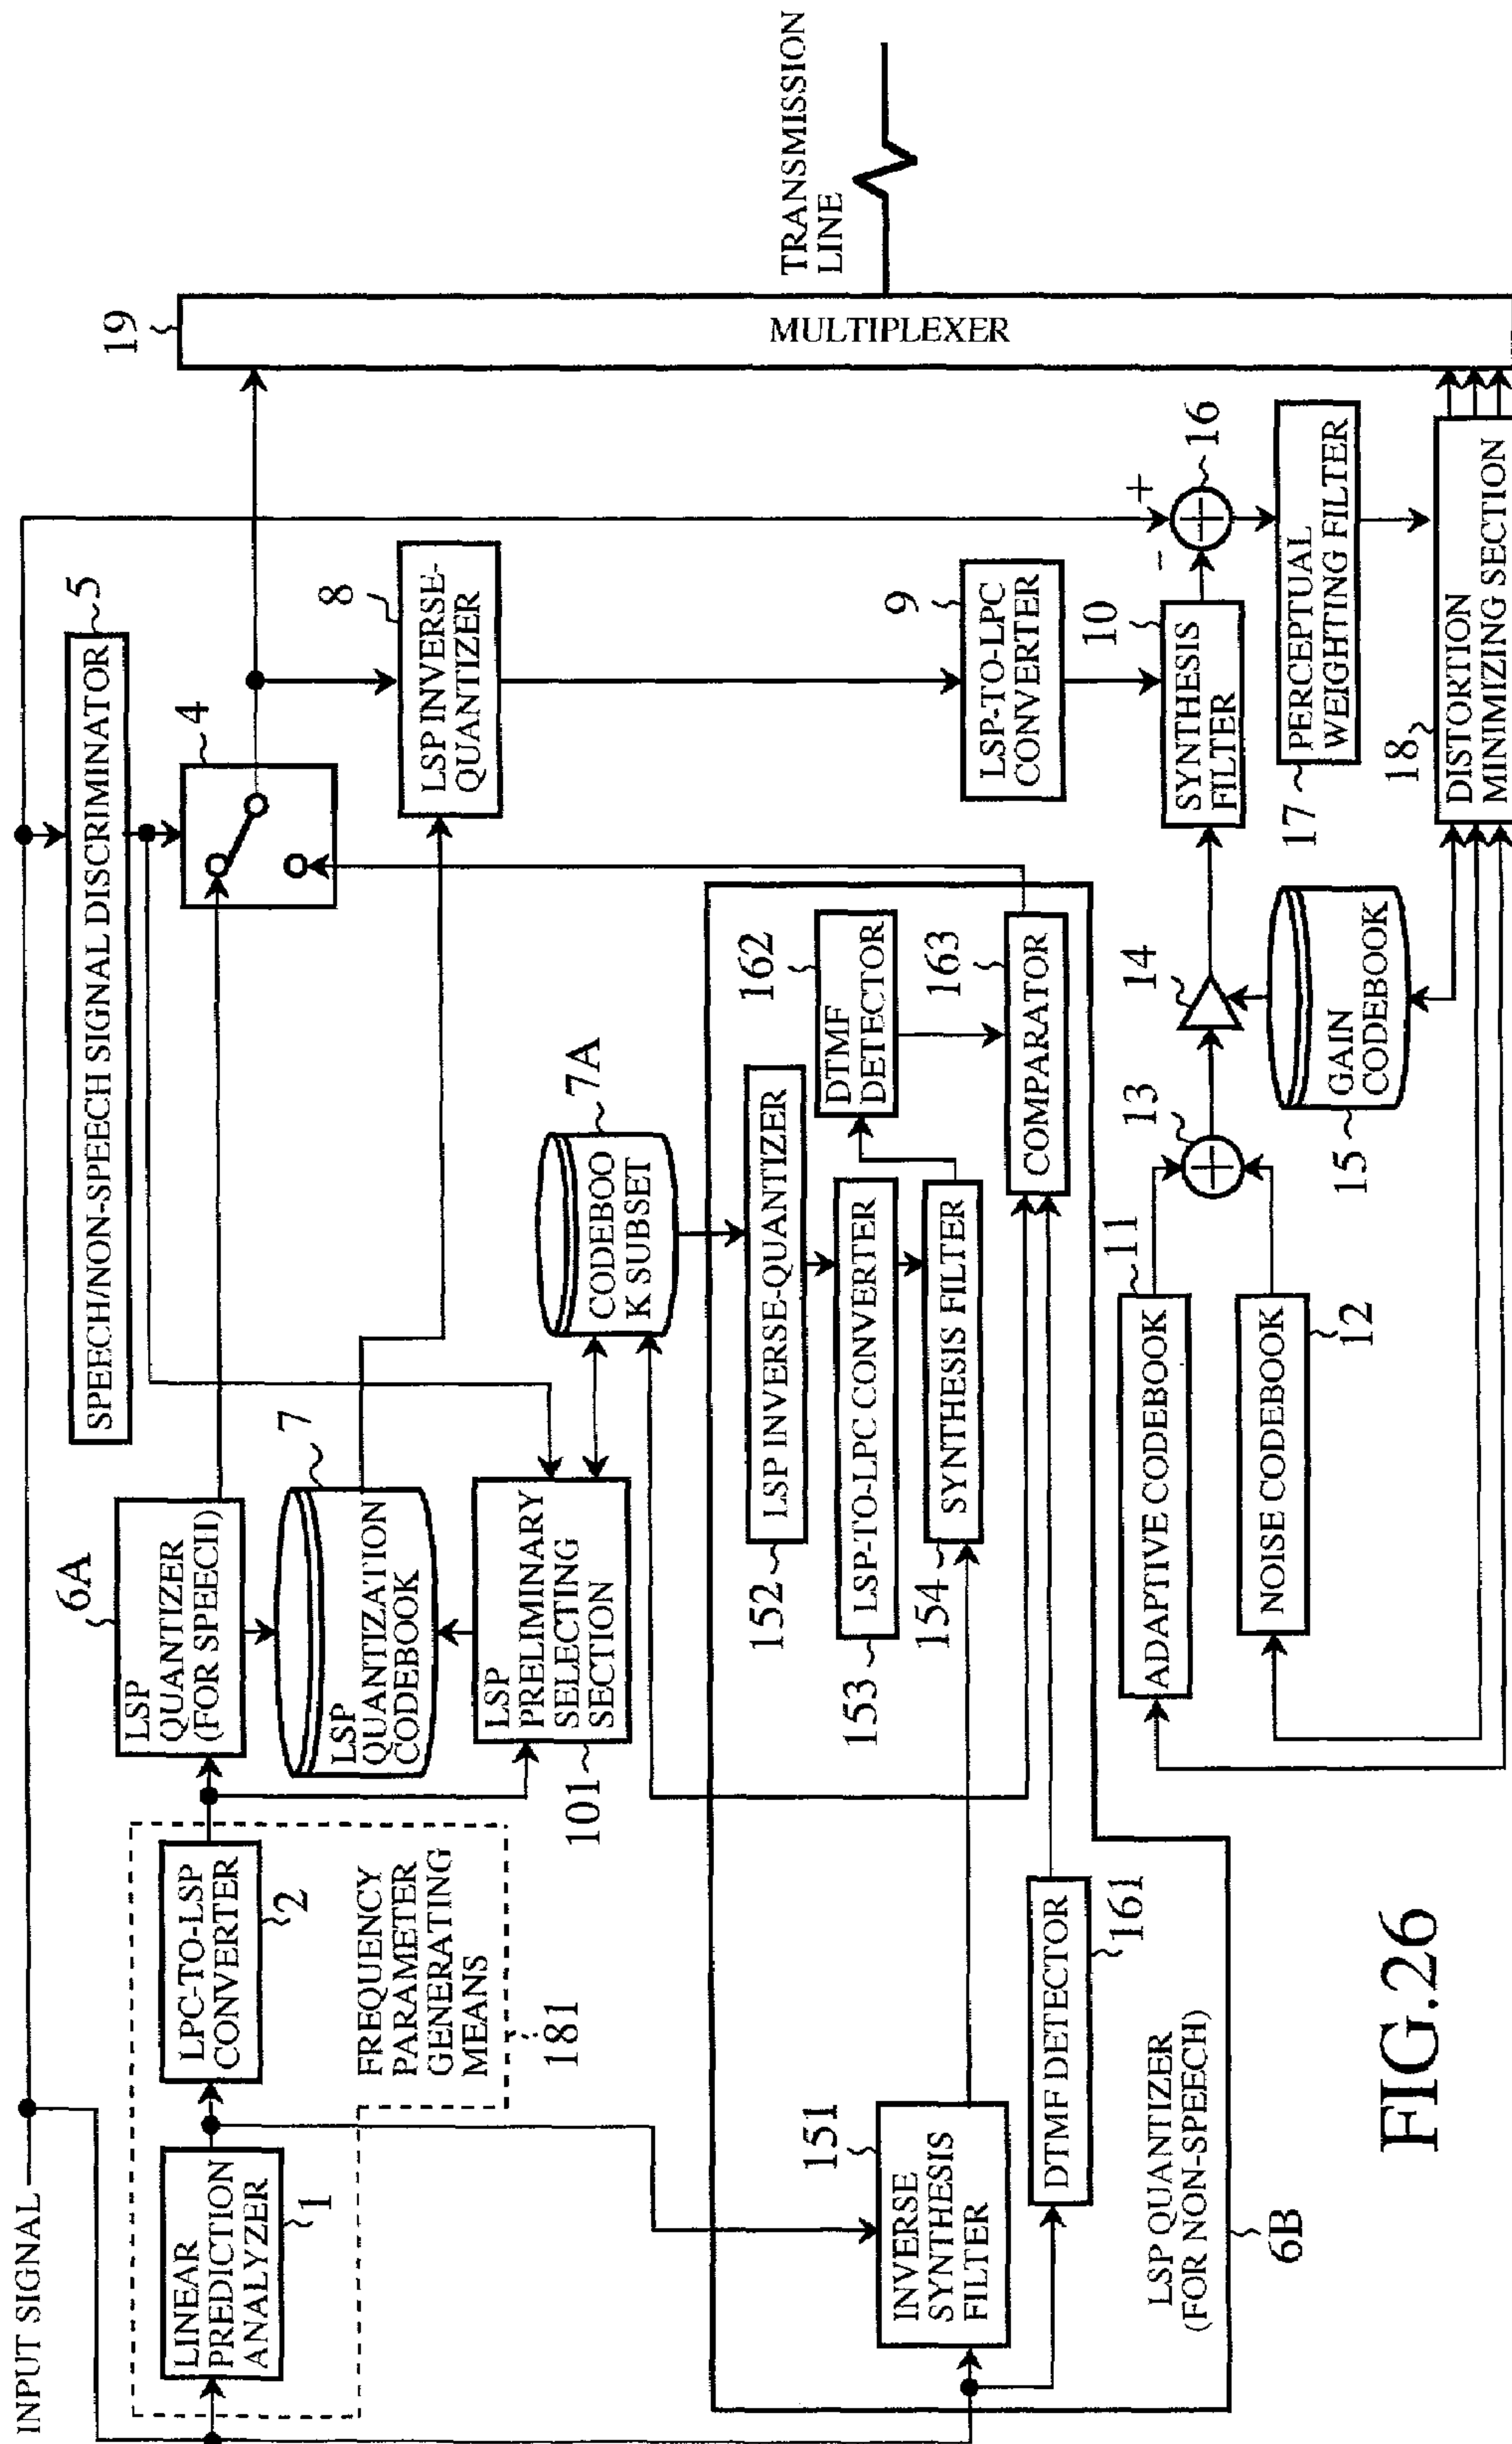 INPUT SIGNAL
LINEAR
PREDICTION
ANALYZER
1
LPC-TO-LSP
CONVERTER
2
FREQUENCY
PARAMETER
GENERATING
MEANS
181
6A
LSP
QUANTIZER
(FOR SPEECH)
LSP
QUANTIZATION
CODEBOOK
7
LSP
PRELIMINARY
SELECTING
SECTION
101
SPEECH/NON-SPEECH SIGNAL DISCRIMINATOR
5
4
CODEBOO
K SUBSET
7A
8
LSP INVERSE-
QUANTIZER
19
MULTIPLEXER
TRANSMISSION
LINE
151
INVERSE
SYNTHESIS
FILTER
DTMF DETECTOR
161
LSP QUANTIZER
(FOR NON-SPEECH)
6B
152
LSP INVERSE-QUANTIZER
153
LSP-TO-LPC CONVERTER
154
SYNTHESIS FILTER
DTMF
DETECTOR
162
COMPARATOR
163
9
LSP-TO-LPC
CONVERTER
10
SYNTHESIS
FILTER
+
-
16
17
PERCEPTUAL
WEIGHTING FILTER
18
DISTORTION
MINIMIZING SECTION
ADAPTIVE CODEBOOK
11
NOISE CODEBOOK
12
13
14
15
GAIN
CODEBOOK
FIG.26